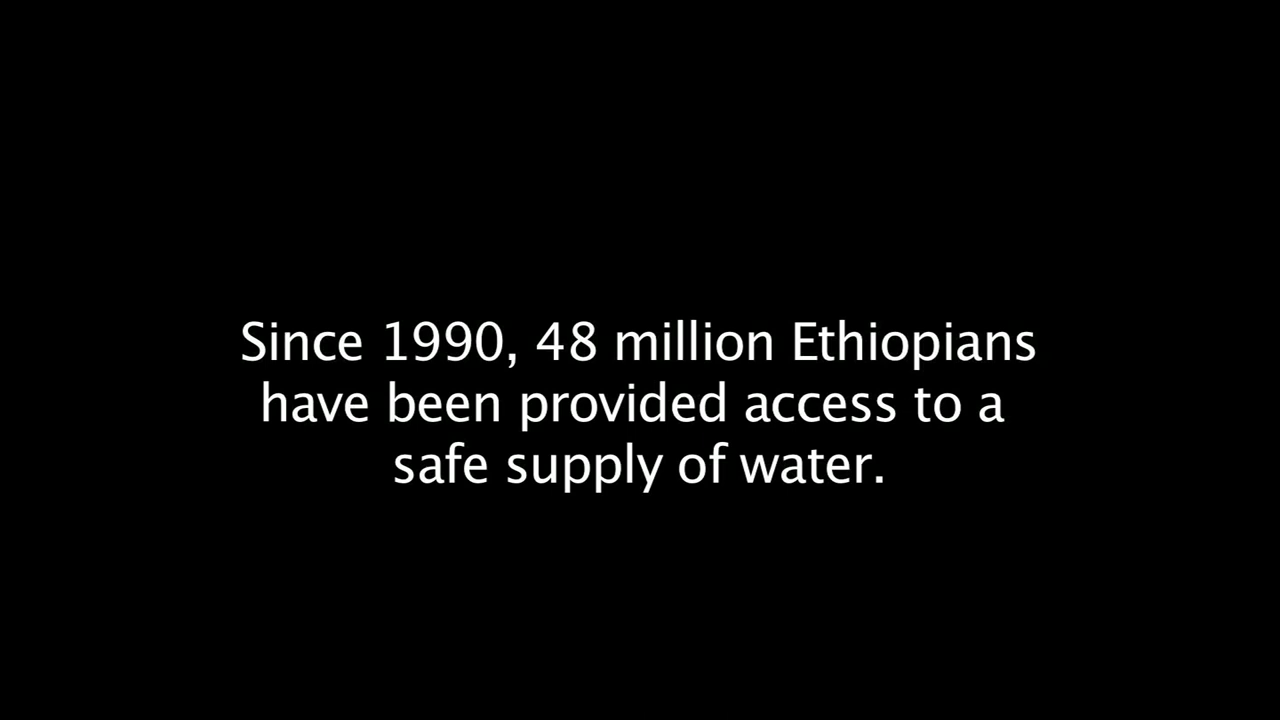 Since 1990, 48 million Ethiopians
have been provided access to a
safe supply of water.